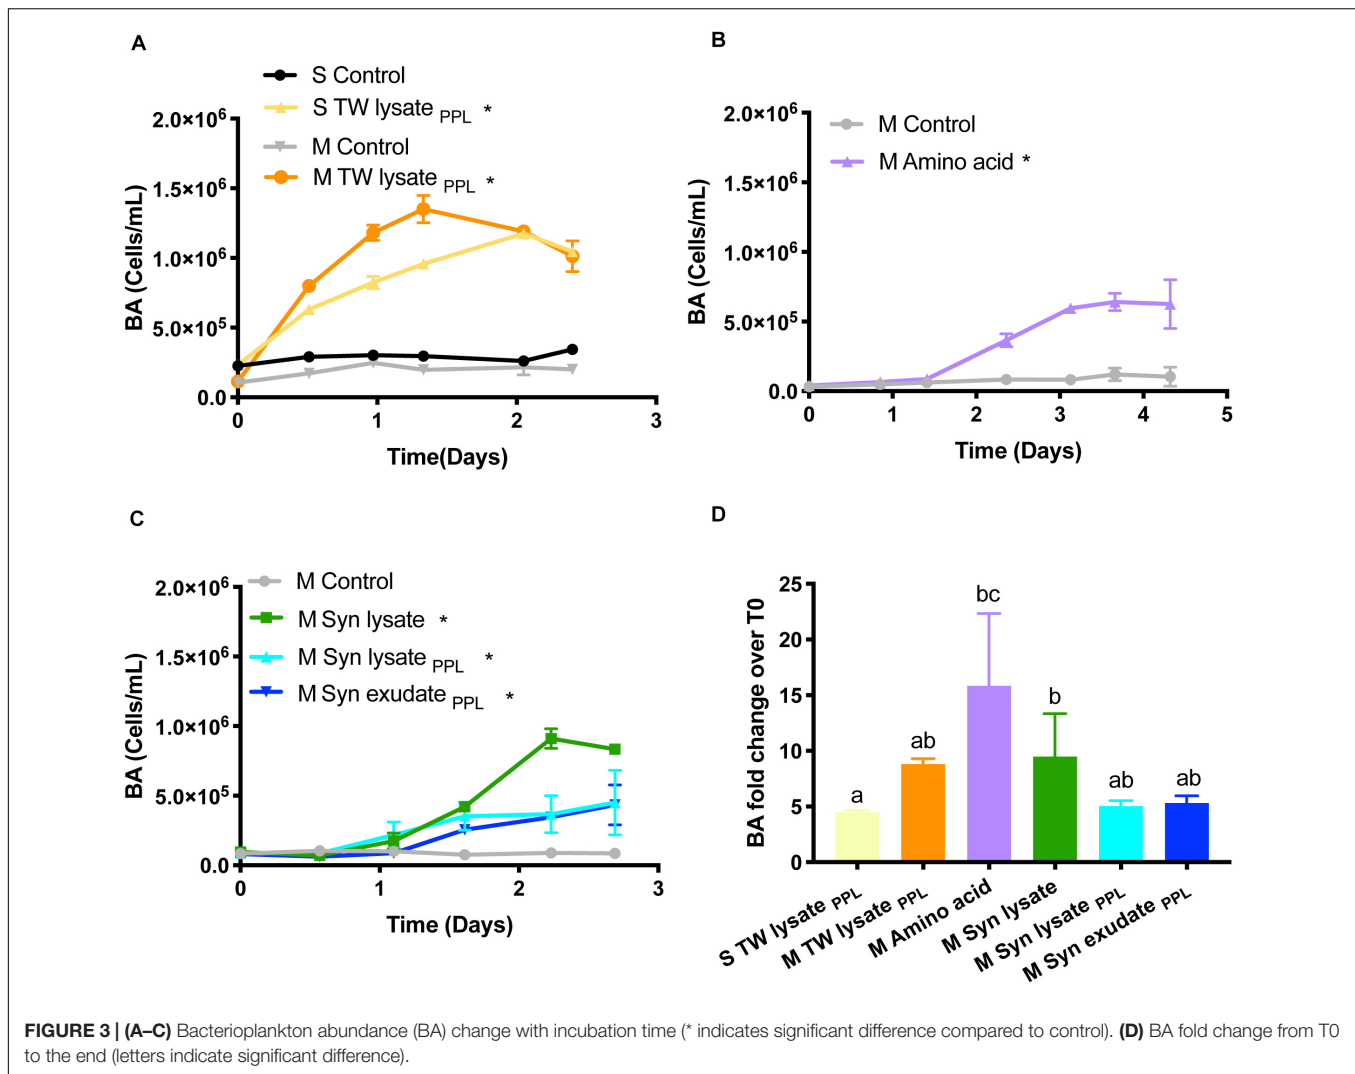 A
S Control
S TW lysate PPL *
M Control
M TW lysate PPL *
2.0×10⁶
1.5×10⁶
1.0×10⁶
5.0×10⁵
0.0
BA (Cells/mL)
0 1 2 3
Time(Days)
B
M Control
M Amino acid *
2.0×10⁶
1.5×10⁶
1.0×10⁶
5.0×10⁵
0.0
BA (Cells/mL)
0 1 2 3 4 5
Time (Days)
C
M Control
M Syn lysate *
M Syn lysate PPL *
M Syn exudate PPL *
2.0×10⁶
1.5×10⁶
1.0×10⁶
5.0×10⁵
0.0
BA (Cells/mL)
0 1 2 3
Time (Days)
D
25
20
15
10
5
0
BA fold change over T0
a
ab
bc
b
ab
ab
S TW lysate PPL
M TW lysate PPL
M Amino acid
M Syn lysate
M Syn lysate PPL
M Syn exudate PPL
FIGURE 3 | (A–C) Bacterioplankton abundance (BA) change with incubation time (* indicates significant difference compared to control). (D) BA fold change from T0
to the end (letters indicate significant difference).